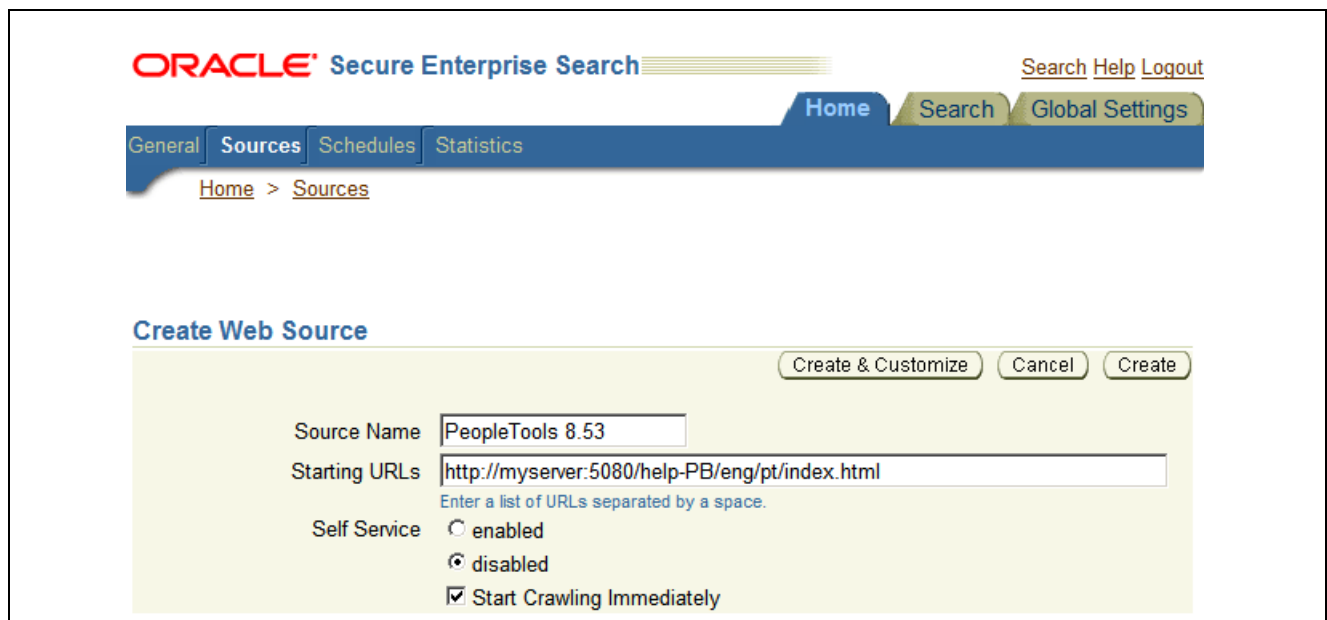 ORACLE Secure Enterprise Search
Search Help Logout
Home Search Global Settings
General Sources Schedules Statistics
Home > Sources
Create Web Source
Create & Customize Cancel Create
Source Name PeopleTools 8.53
Starting URLs http://myserver:5080/help-PB/eng/pt/index.html
Enter a list of URLs separated by a space.
Self Service enabled
disabled
Start Crawling Immediately